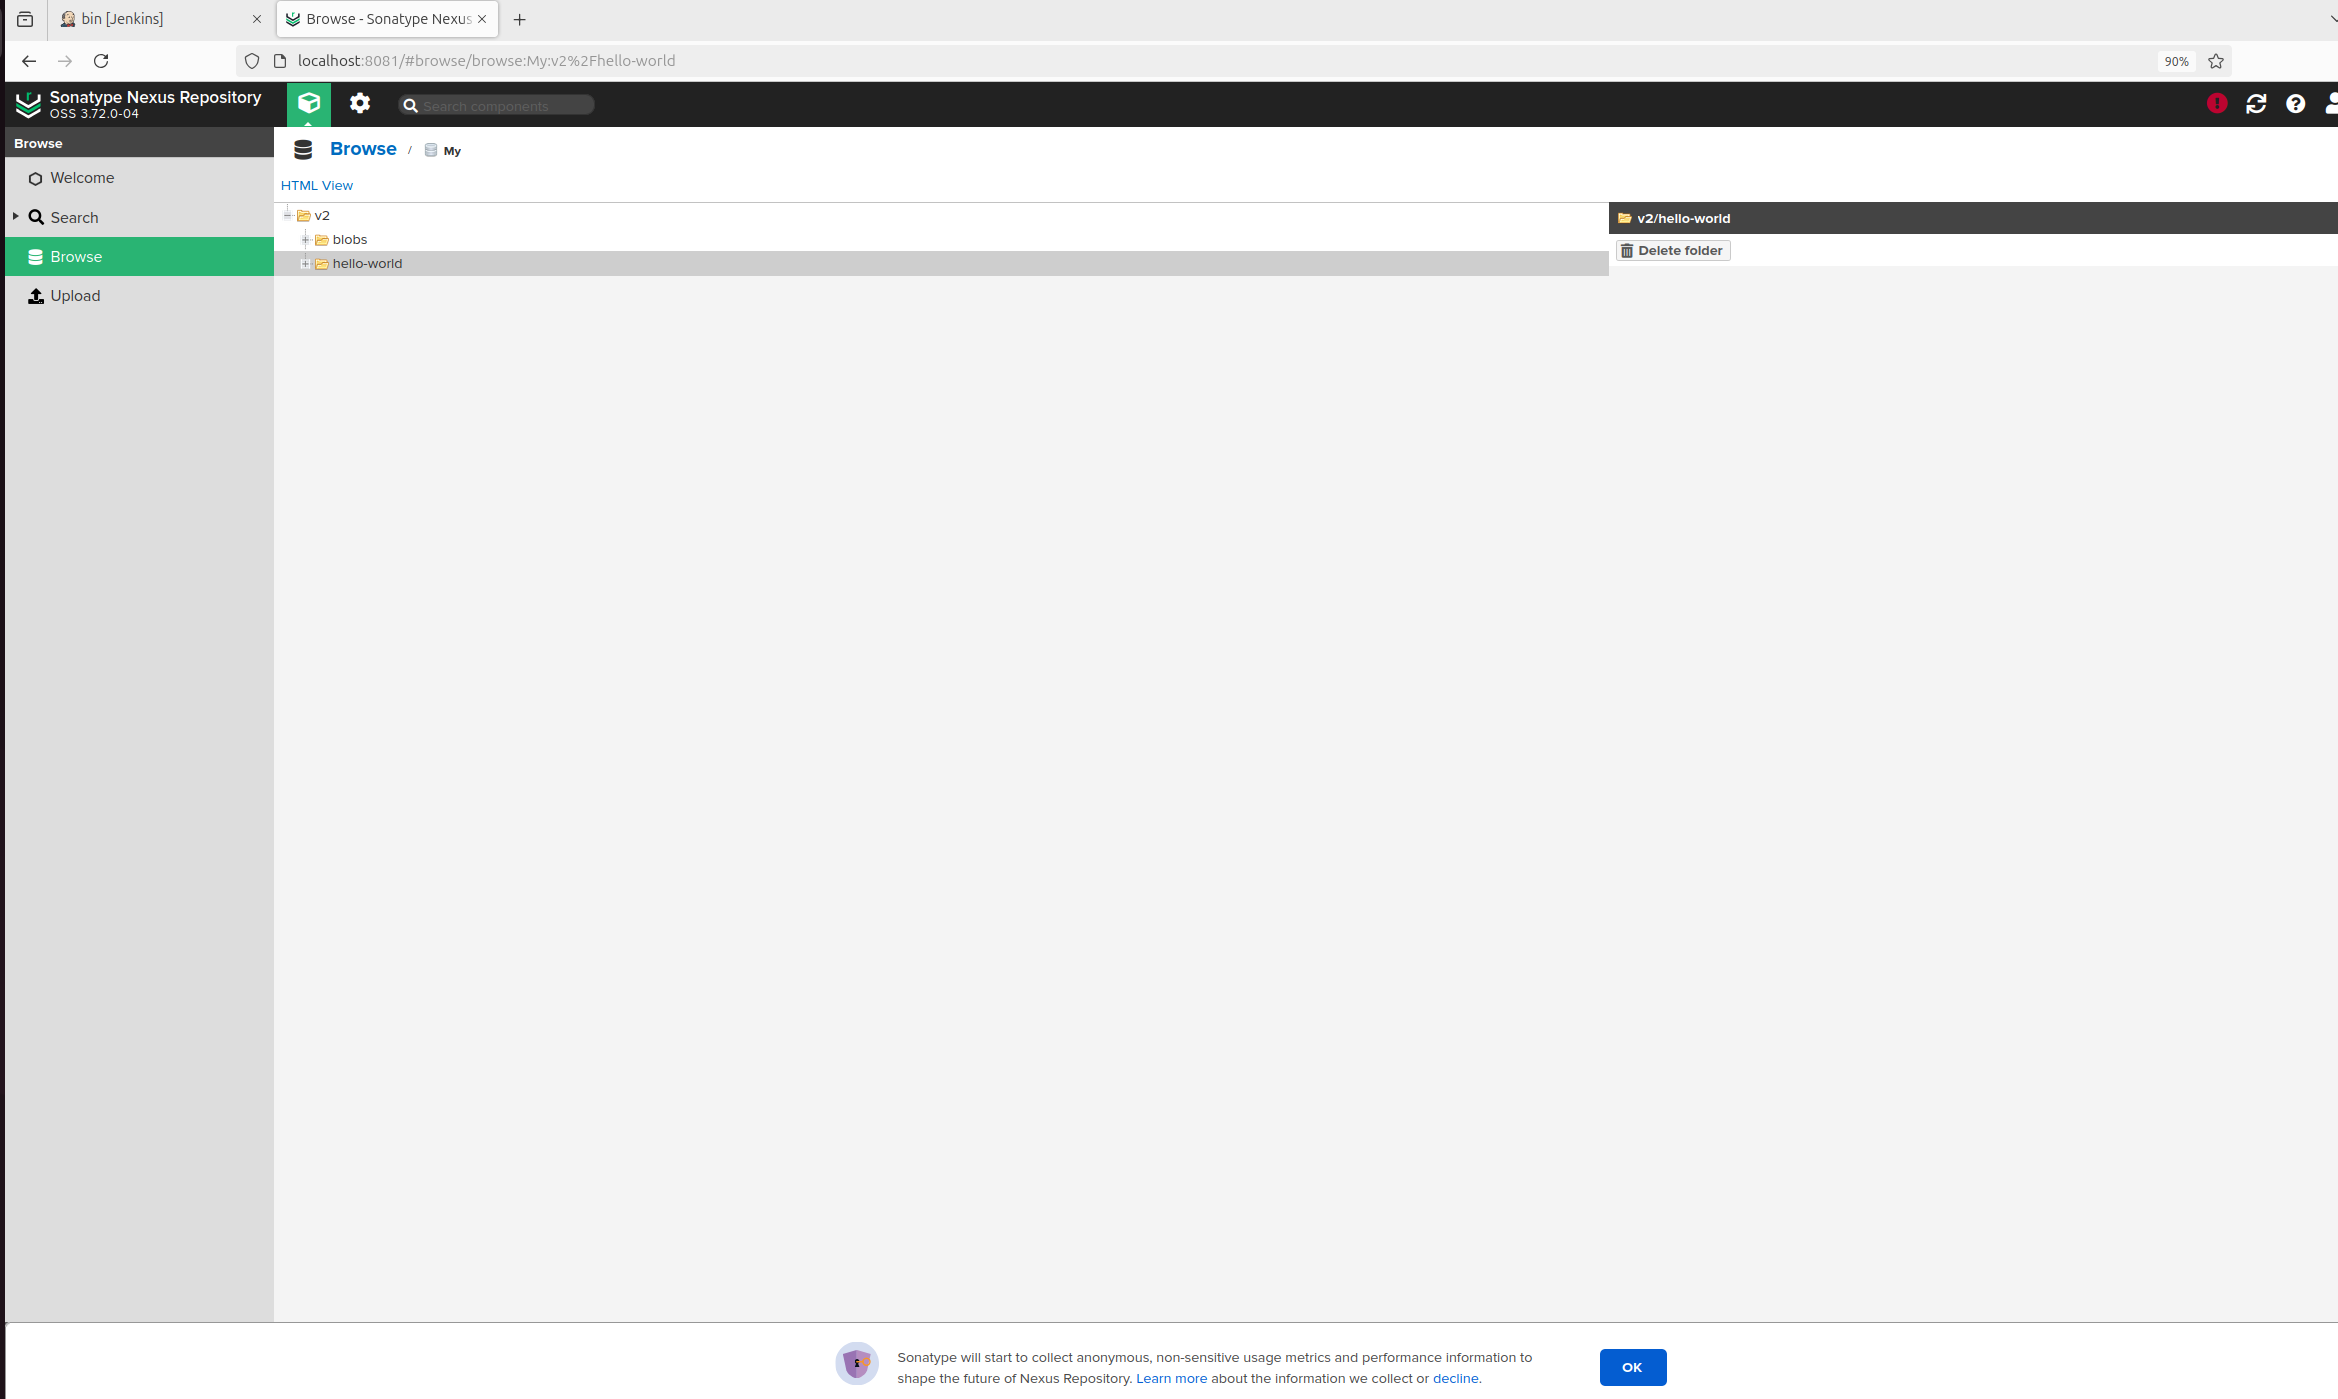 bin [Jenkins]
Browse - Sonatype Nexus
localhost:8081/#browse/browse:My:v2%2Fhello-world
90%
Sonatype Nexus Repository
OSS 3.72.0-04
Search components
Browse
Browse / My
Welcome
HTML View
Search
v2
v2/hello-world
blobs
Delete folder
Browse
hello-world
Upload
Sonatype will start to collect anonymous, non-sensitive usage metrics and performance information to
shape the future of Nexus Repository. Learn more about the information we collect or decline.
OK